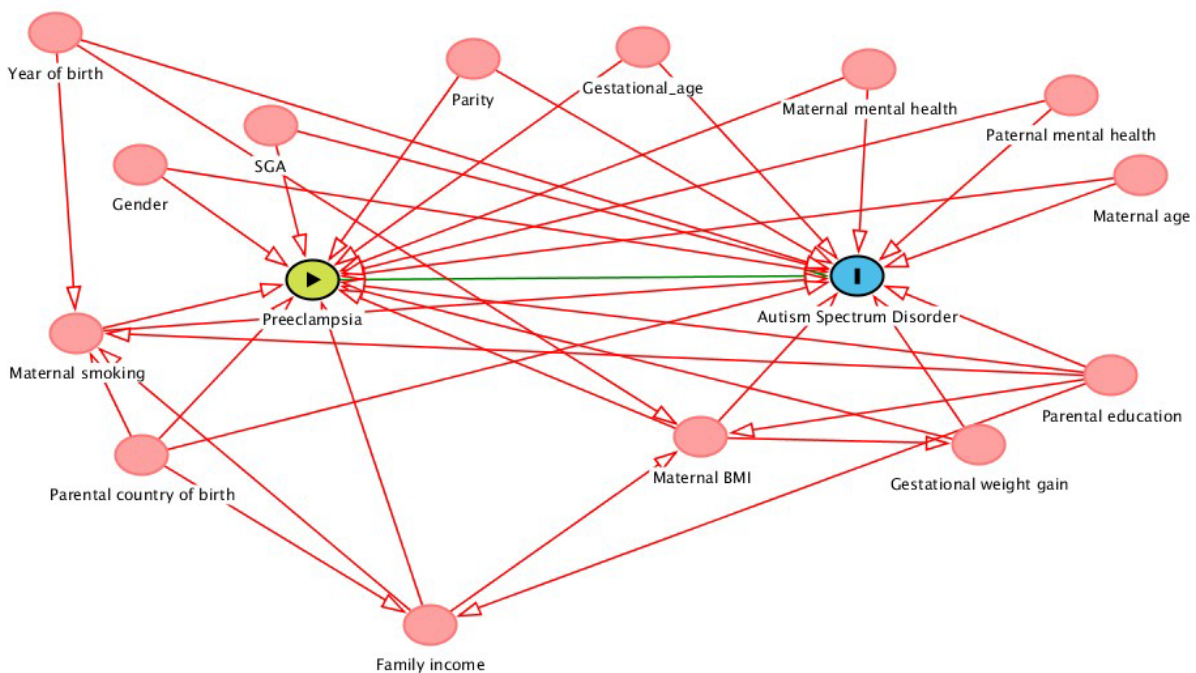 Year of birth
Parity
Gestational_age
Maternal mental health
Paternal mental health
SGA
Gender
Maternal age
Preeclampsia
Autism Spectrum Disorder
Maternal smoking
Parental education
Maternal BMI
Gestational weight gain
Parental country of birth
Family income